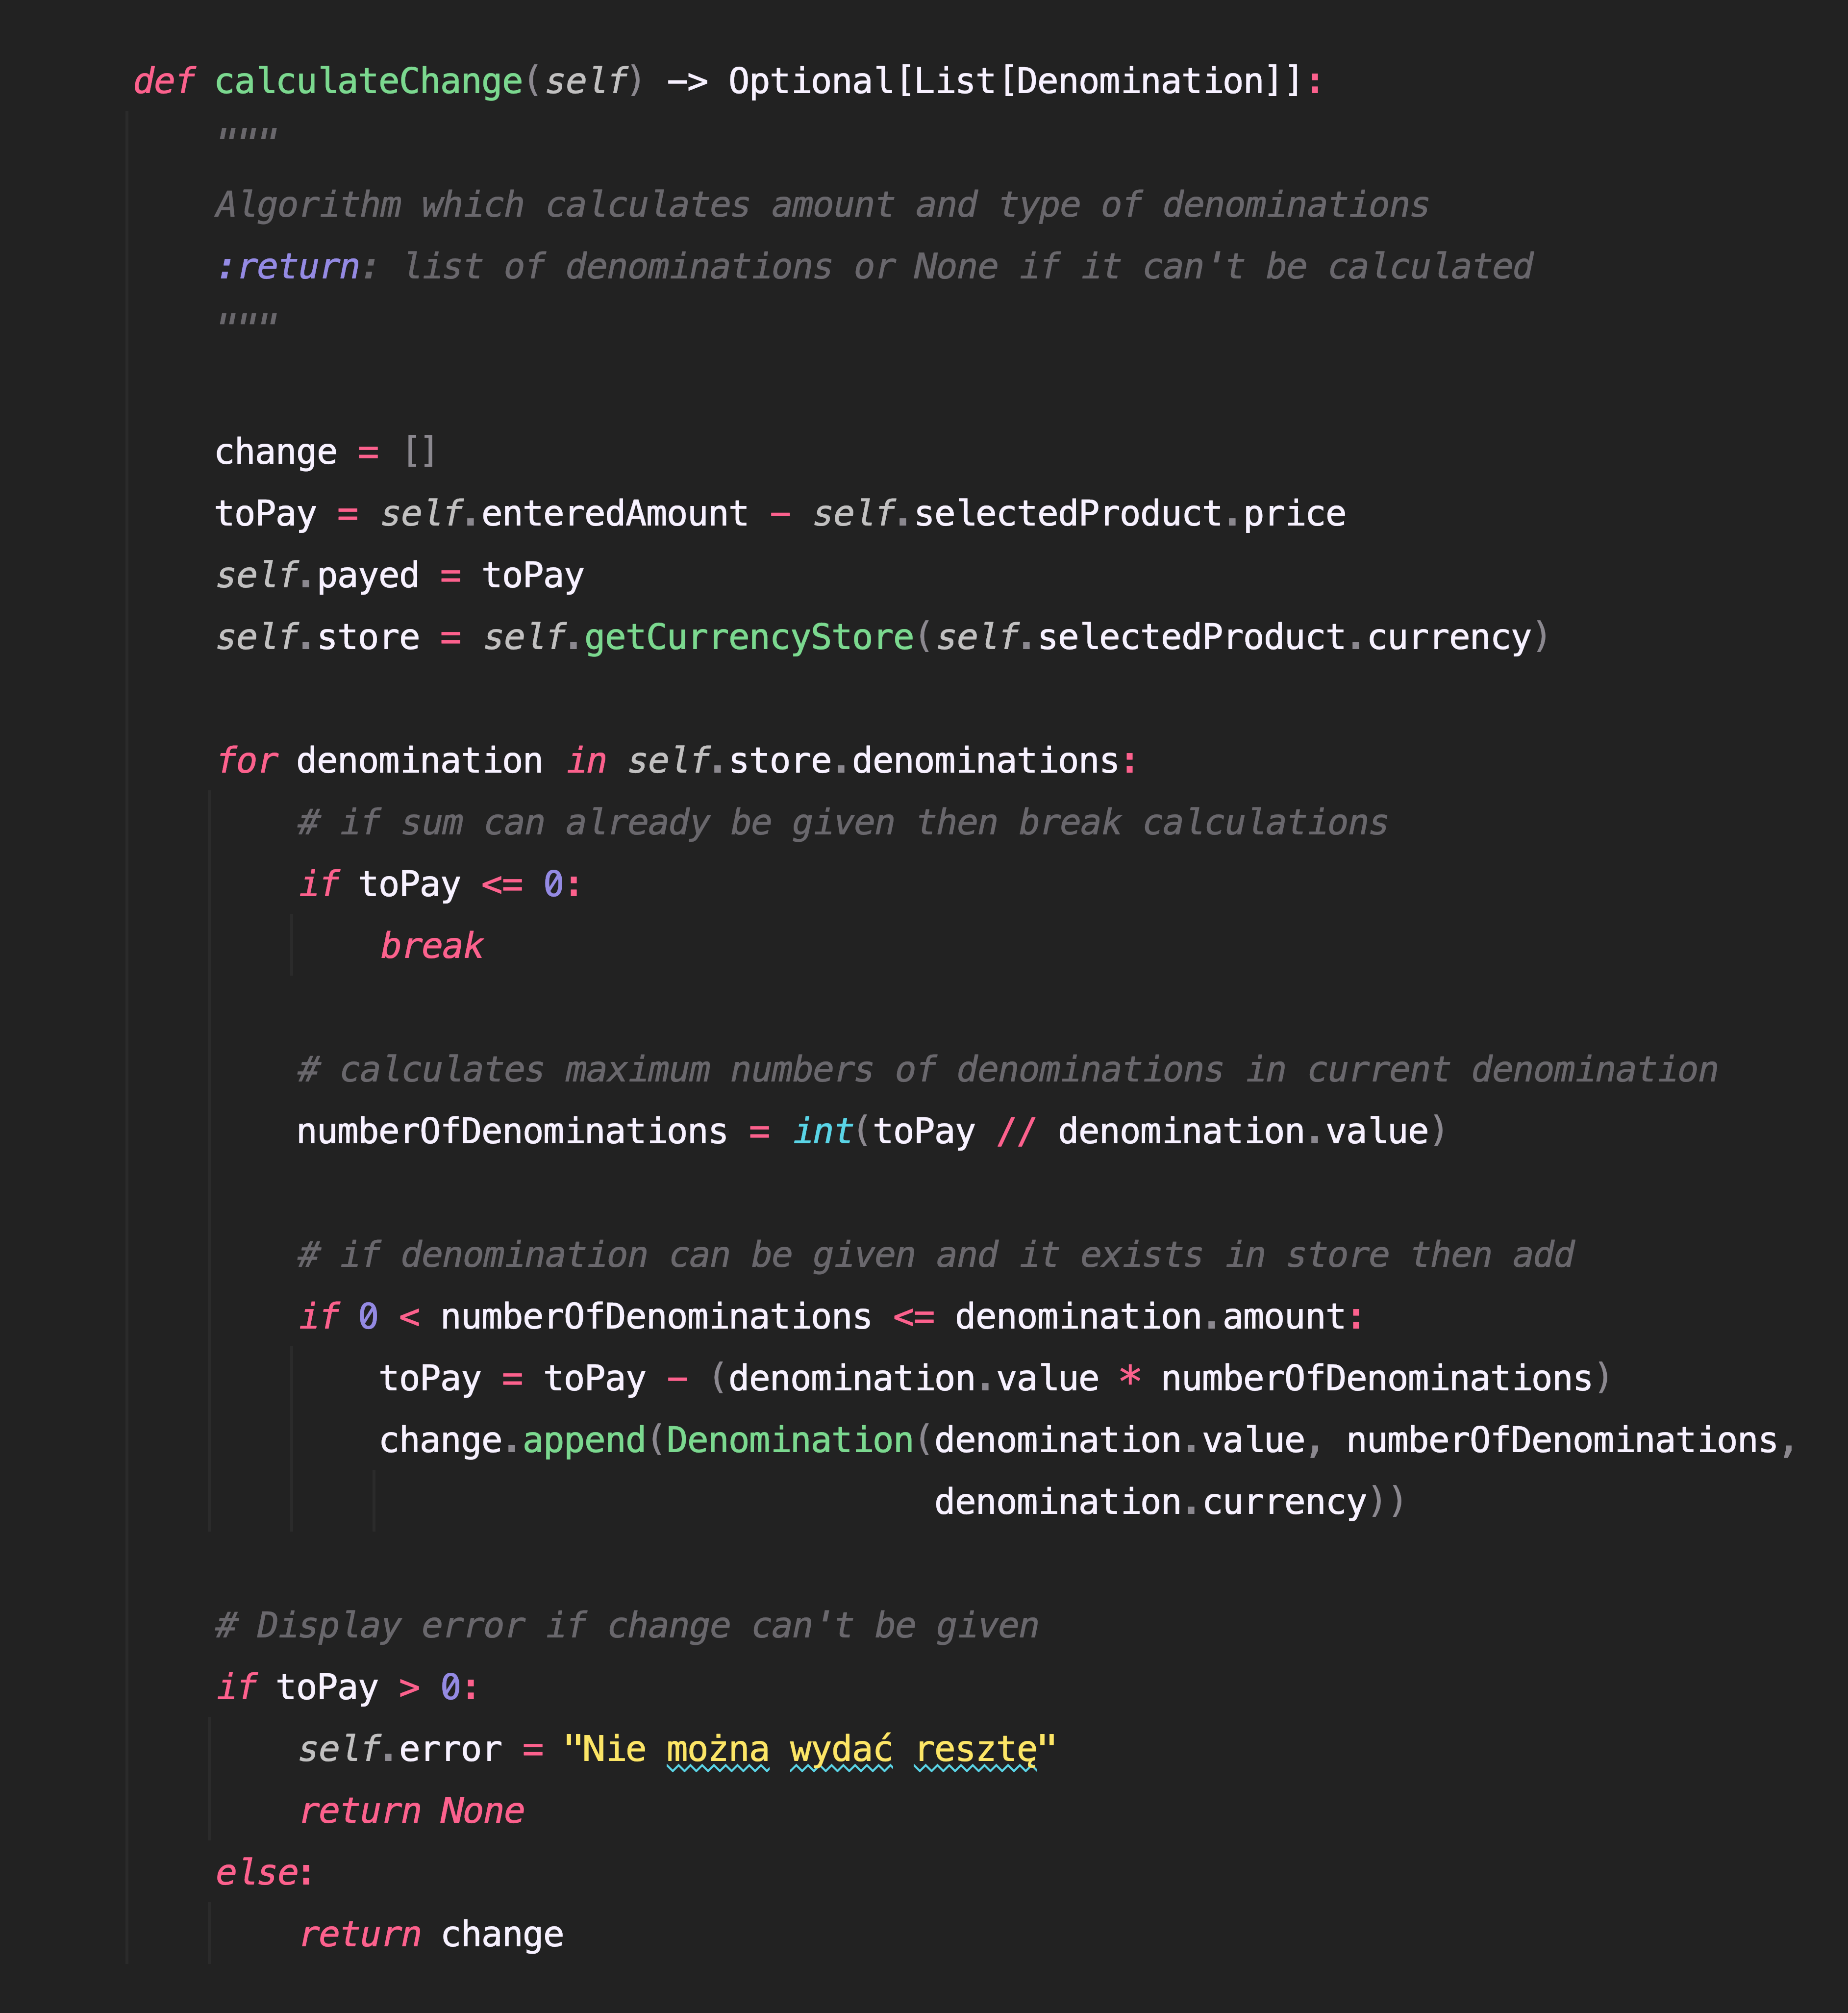 def calculateChange(self) -> Optional[List[Denomination]]:
"""
Algorithm which calculates amount and type of denominations
:return: list of denominations or None if it can't be calculated
"""
change = []
toPay = self.enteredAmount - self.selectedProduct.price
self.payed = toPay
self.store = self.getCurrencyStore(self.selectedProduct.currency)
for denomination in self.store.denominations:
# if sum can already be given then break calculations
if toPay <= 0:
break
# calculates maximum numbers of denominations in current denomination
numberOfDenominations = int(toPay // denomination.value)
# if denomination can be given and it exists in store then add
if 0 < numberOfDenominations <= denomination.amount:
toPay = toPay - (denomination.value * numberOfDenominations)
change.append(Denomination(denomination.value, numberOfDenominations,
denomination.currency))
# Display error if change can't be given
if toPay > 0:
self.error = "Nie można wydać resztę"
return None
else:
return change